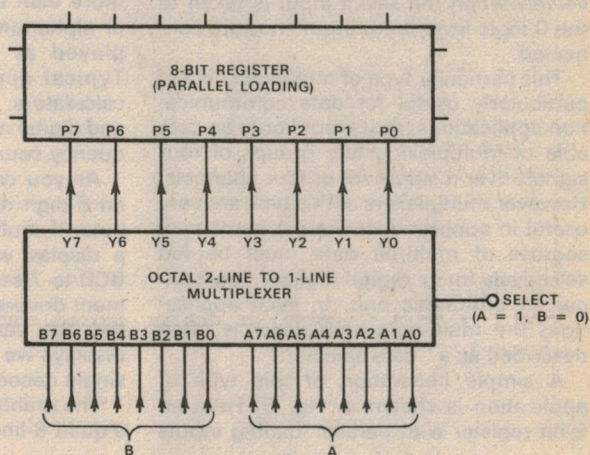 8-BIT REGISTER
(PARALLEL LOADING)
P7 P6 P5 P4 P3 P2 P1 P0
Y7 Y6 Y5 Y4 Y3 Y2 Y1 Y0
OCTAL 2-LINE TO 1-LINE
MULTIPLEXER
SELECT
(A = 1, B = 0)
B7 B6 B5 B4 B3 B2 B1 B0 A7 A6 A5 A4 A3 A2 A1 A0
B A